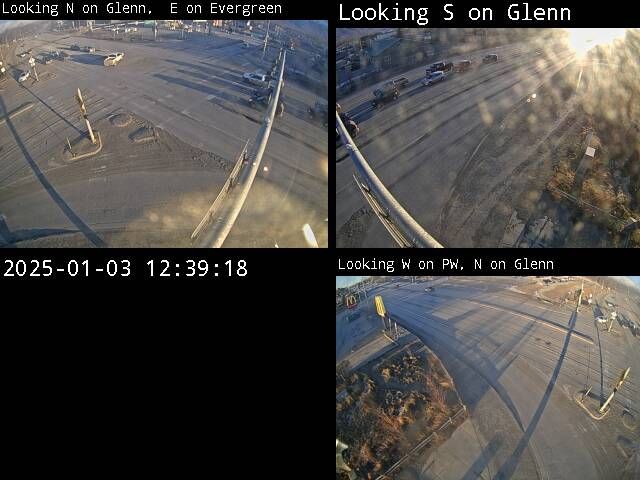 Looking N on Glenn,  E on Evergreen
Looking S on Glenn
2025-01-03 12:39:18
Looking W on PW, N on Glenn